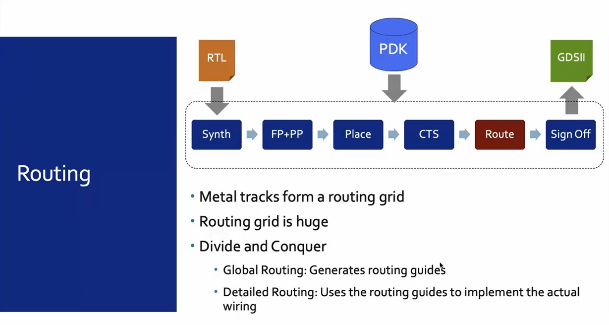 RTL
PDK
GDSII
Synth
FP+PP
Place
CTS
Route
Sign Off
Routing
• Metal tracks form a routing grid
• Routing grid is huge
• Divide and Conquer
• Global Routing: Generates routing guides
• Detailed Routing: Uses the routing guides to implement the actual
wiring